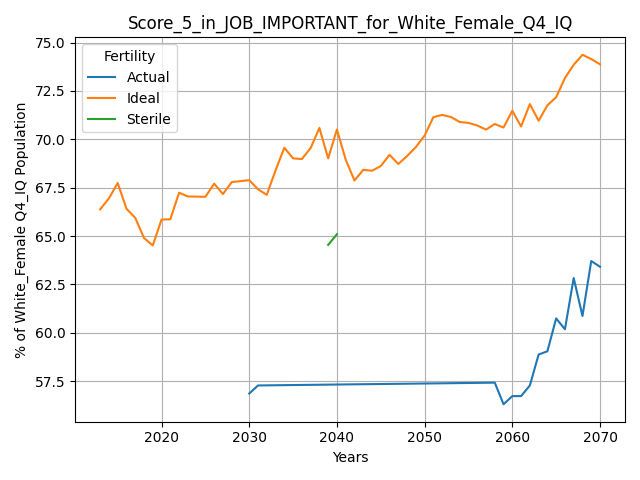 Score_5_in_JOB_IMPORTANT_for_White_Female_Q4_IQ
Fertility
Actual
Ideal
Sterile
% of White_Female Q4_IQ Population
75.0
72.5
70.0
67.5
65.0
62.5
60.0
57.5
2020 2030 2040 2050 2060 2070
Years